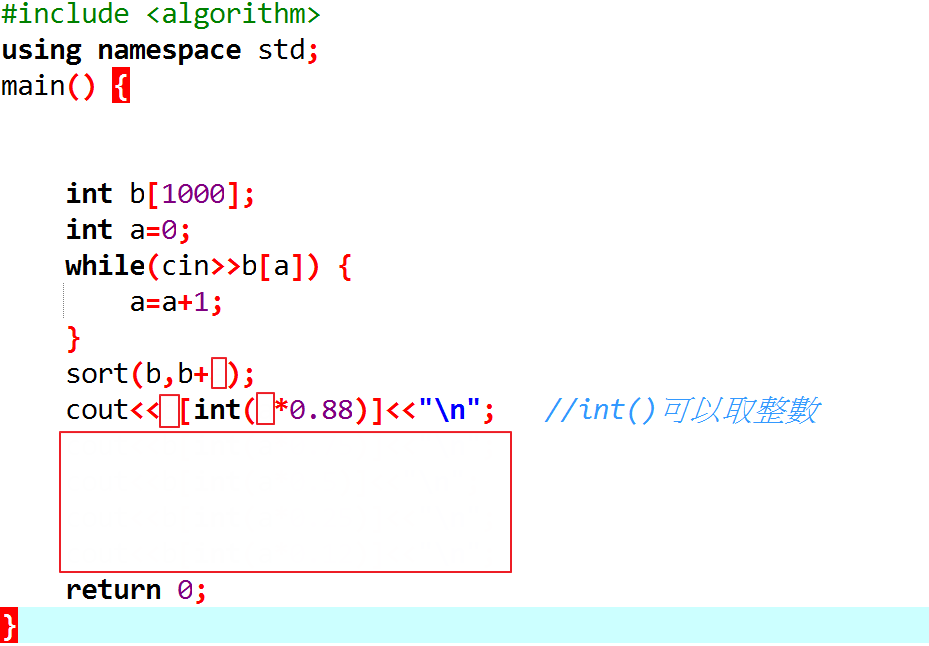 #include <algorithm>
using namespace std;
main() {
int b[1000];
int a=0;
while(cin>>b[a]) {
a=a+1;
}
sort(b,b+ );
cout<< [int( *0.88)]<<"\n"; //int()可以取整數
return 0;
}